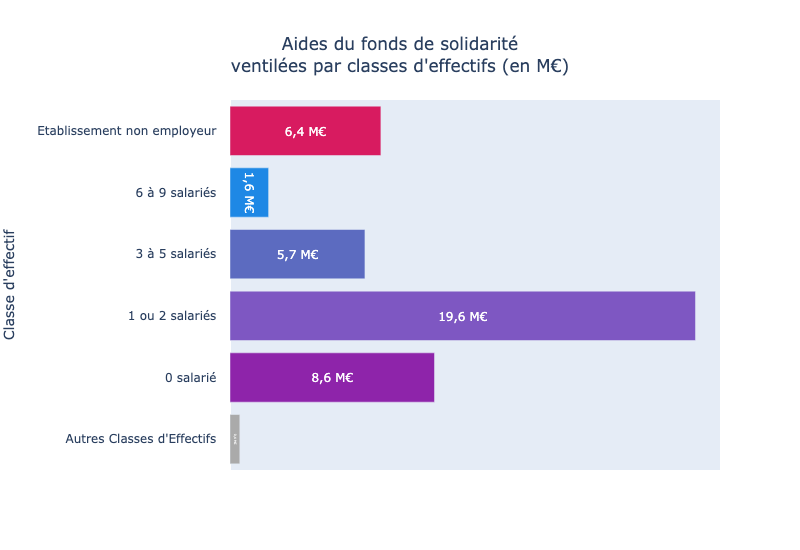 Aides du fonds de solidarité
ventilées par classes d'effectifs (en M€)
Classe d'effectif
Etablissement non employeur
6,4 M€
6 à 9 salariés
1,6 M€
3 à 5 salariés
5,7 M€
1 ou 2 salariés
19,6 M€
0 salarié
8,6 M€
Autres Classes d'Effectifs